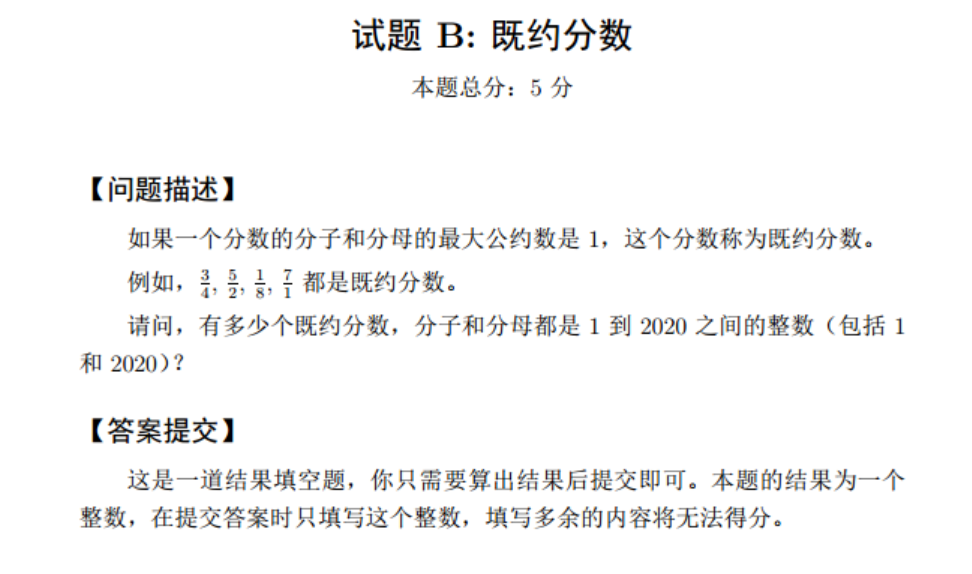 试题 B: 既约分数
本题总分：5 分
【问题描述】
如果一个分数的分子和分母的最大公约数是 1，这个分数称为既约分数。
例如，3/4, 5/2, 1/8, 7/1 都是既约分数。
请问，有多少个既约分数，分子和分母都是 1 到 2020 之间的整数（包括 1
和 2020）？
【答案提交】
这是一道结果填空题，你只需要算出结果后提交即可。本题的结果为一个
整数，在提交答案时只填写这个整数，填写多余的内容将无法得分。